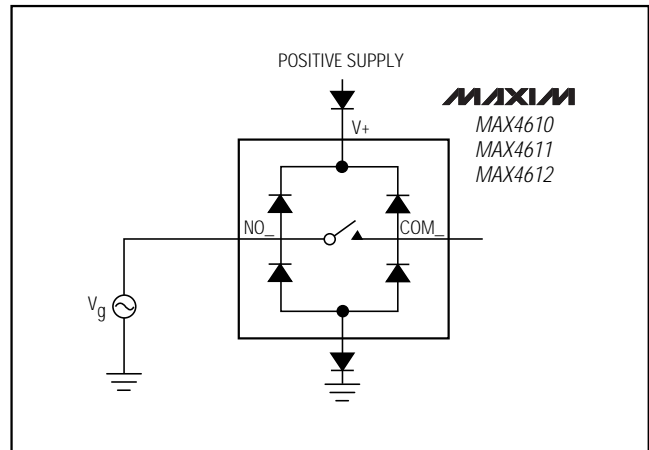 POSITIVE SUPPLY
MAXIM
V+
MAX4610
MAX4611
MAX4612
NO_
COM_
Vg